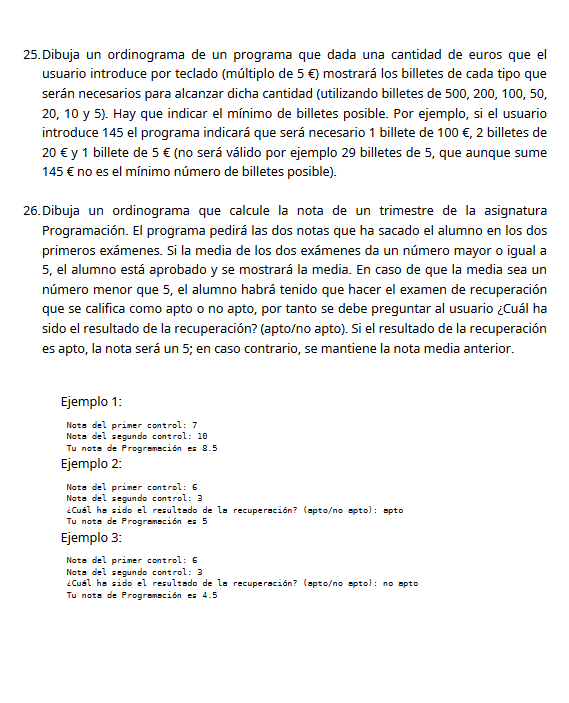 25. Dibuja un ordinograma de un programa que dada una cantidad de euros que el
usuario introduce por teclado (múltiplo de 5 €) mostrará los billetes de cada tipo que
serán necesarios para alcanzar dicha cantidad (utilizando billetes de 500, 200, 100, 50,
20, 10 y 5). Hay que indicar el mínimo de billetes posible. Por ejemplo, si el usuario
introduce 145 el programa indicará que será necesario 1 billete de 100 €, 2 billetes de
20 € y 1 billete de 5 € (no será válido por ejemplo 29 billetes de 5, que aunque sume
145 € no es el mínimo número de billetes posible).
26. Dibuja un ordinograma que calcule la nota de un trimestre de la asignatura
Programación. El programa pedirá las dos notas que ha sacado el alumno en los dos
primeros exámenes. Si la media de los dos exámenes da un número mayor o igual a
5, el alumno está aprobado y se mostrará la media. En caso de que la media sea un
número menor que 5, el alumno habrá tenido que hacer el examen de recuperación
que se califica como apto o no apto, por tanto se debe preguntar al usuario ¿Cuál ha
sido el resultado de la recuperación? (apto/no apto). Si el resultado de la recuperación
es apto, la nota será un 5; en caso contrario, se mantiene la nota media anterior.
Ejemplo 1:
Nota del primer control: 7
Nota del segundo control: 10
Tu nota de Programación es 8.5
Ejemplo 2:
Nota del primer control: 6
Nota del segundo control: 3
¿Cuál ha sido el resultado de la recuperación? (apto/no apto): apto
Tu nota de Programación es 5
Ejemplo 3:
Nota del primer control: 6
Nota del segundo control: 3
¿Cuál ha sido el resultado de la recuperación? (apto/no apto): no apto
Tu nota de Programación es 4.5